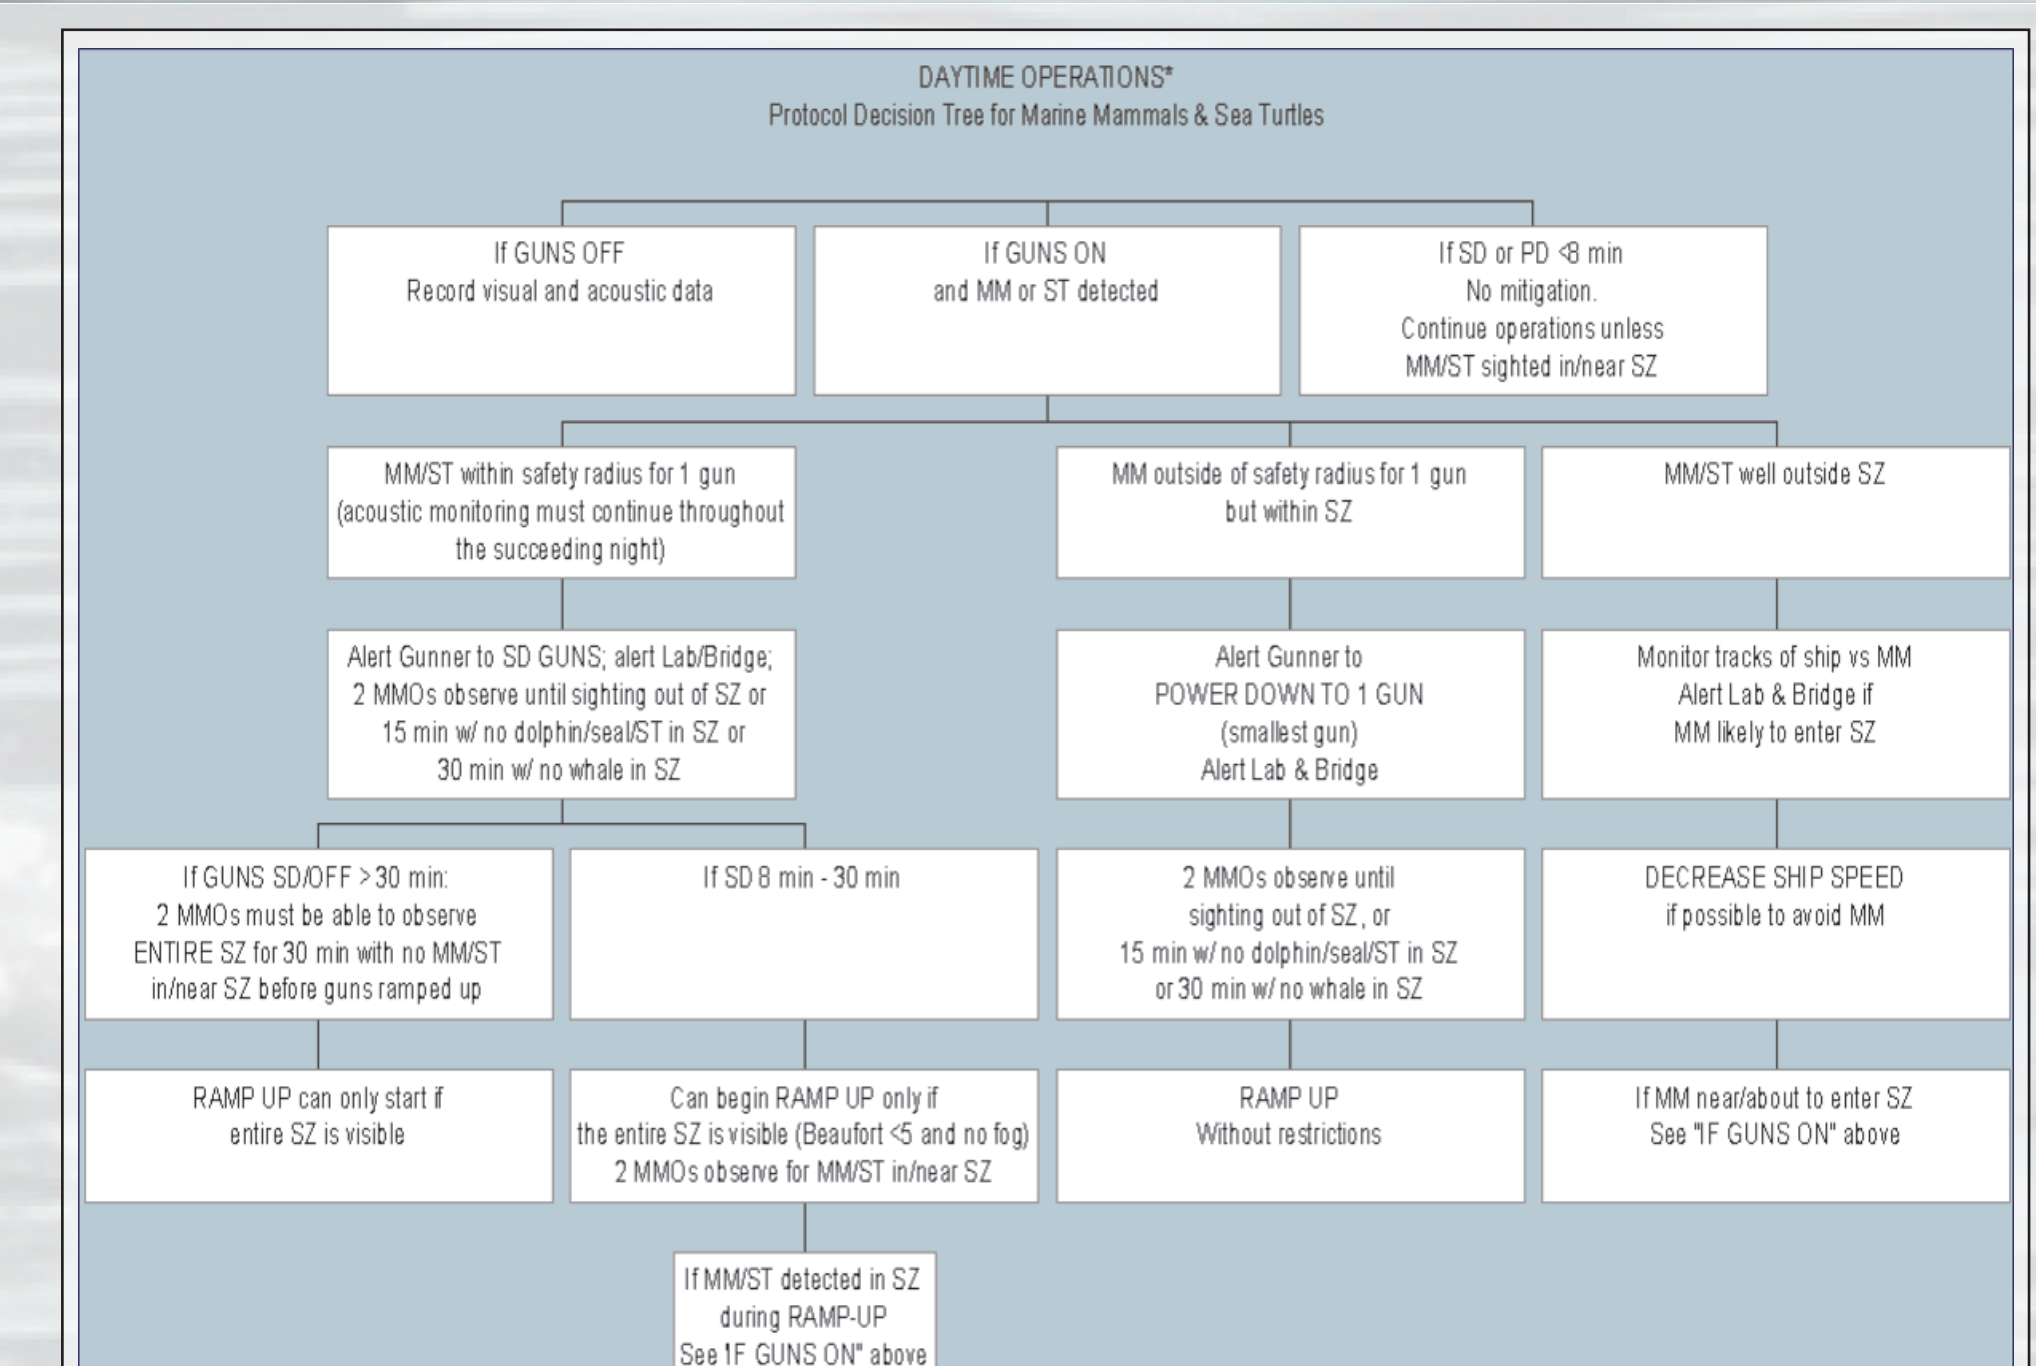 DAYTIME OPERATIONS*
Protocol Decision Tree for Marine Mammals & Sea Turtles
If GUNS OFF
Record visual and acoustic data
If GUNS ON
and MM or ST detected
If SD or PD <8 min
No mitigation.
Continue operations unless
MM/ST sighted in/near SZ
MM/ST within safety radius for 1 gun
(acoustic monitoring must continue throughout
the succeeding night)
MM outside of safety radius for 1 gun
but within SZ
MM/ST well outside SZ
Alert Gunner to SD GUNS; alert Lab/Bridge;
2 MMOs observe until sighting out of SZ or
15 min w/ no dolphin/seal/ST in SZ or
30 min w/ no whale in SZ
Alert Gunner to
POWER DOWN TO 1 GUN
(smallest gun)
Alert Lab & Bridge
Monitor tracks of ship vs MM
Alert Lab & Bridge if
MM likely to enter SZ
If GUNS SD/OFF > 30 min:
2 MMOs must be able to observe
ENTIRE SZ for 30 min with no MM/ST
in/near SZ before guns ramped up
If SD 8 min - 30 min
2 MMOs observe until
sighting out of SZ, or
15 min w/ no dolphin/seal/ST in SZ
or 30 min w/ no whale in SZ
DECREASE SHIP SPEED
if possible to avoid MM
RAMP UP can only start if
entire SZ is visible
Can begin RAMP UP only if
the entire SZ is visible (Beaufort <5 and no fog)
2 MMOs observe for MM/ST in/near SZ
RAMP UP
Without restrictions
If MM near/about to enter SZ
See "IF GUNS ON" above
If MM/ST detected in SZ
during RAMP-UP
See "IF GUNS ON" above